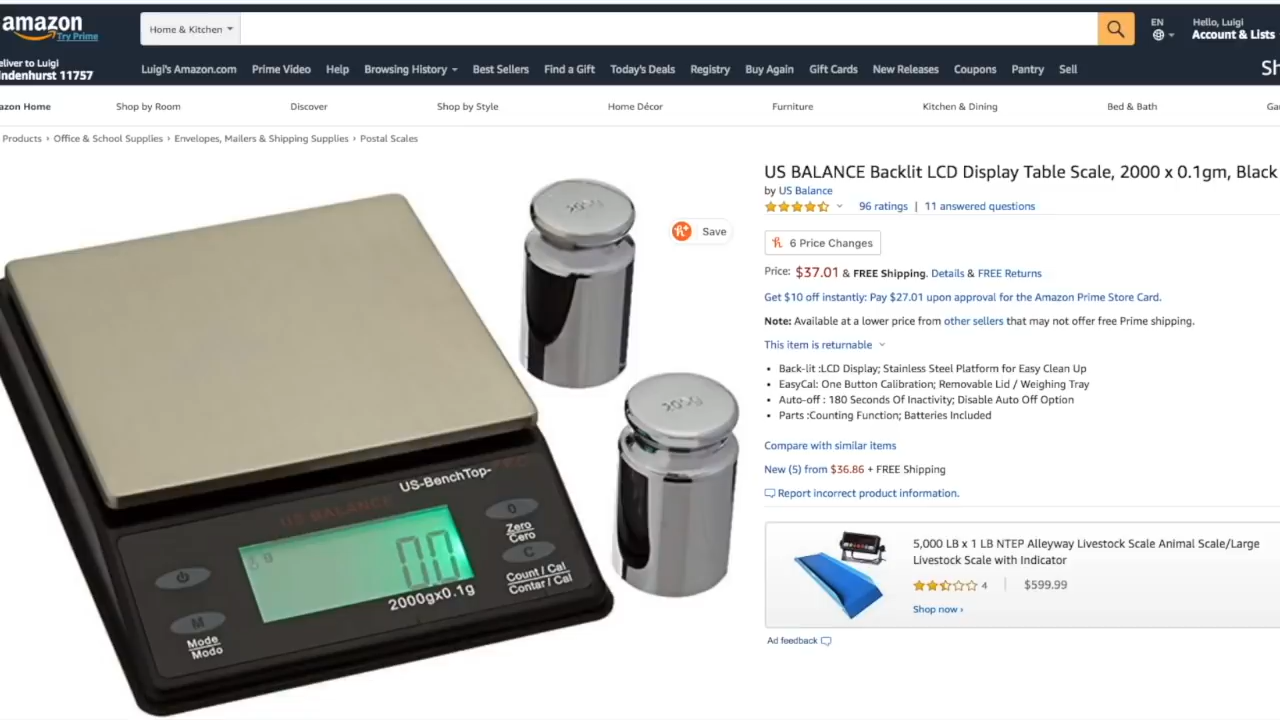 amazon
Try Prime
Home & Kitchen
EN
Hello, Luigi
Account & Lists
eliver to Luigi
indenhurst 11757
Luigi's Amazon.com Prime Video Help Browsing History Best Sellers Find a Gift Today's Deals Registry Buy Again Gift Cards New Releases Coupons Pantry Sell
Sh
azon Home Shop by Room Discover Shop by Style Home Décor Furniture Kitchen & Dining Bed & Bath Ga
Products › Office & School Supplies › Envelopes, Mailers & Shipping Supplies › Postal Scales
US BALANCE Backlit LCD Display Table Scale, 2000 x 0.1gm, Black
by US Balance
96 ratings | 11 answered questions
Save
6 Price Changes
Price: $37.01 & FREE Shipping. Details & FREE Returns
Get $10 off instantly: Pay $27.01 upon approval for the Amazon Prime Store Card.
Note: Available at a lower price from other sellers that may not offer free Prime shipping.
This item is returnable
• Back-lit :LCD Display; Stainless Steel Platform for Easy Clean Up
• EasyCal: One Button Calibration; Removable Lid / Weighing Tray
• Auto-off : 180 Seconds Of Inactivity; Disable Auto Off Option
• Parts :Counting Function; Batteries Included
Compare with similar items
New (5) from $36.86 + FREE Shipping
Report incorrect product information.
5,000 LB x 1 LB NTEP Alleyway Livestock Scale Animal Scale/Large
Livestock Scale with Indicator
4 | $599.99
Shop now ›
Ad feedback
200g
200g
US-BenchTop-PRO
US BALANCE
0
Zero
Cero
C
Count / Cal
Contar / Cal
0.0
g
2000gx0.1g
M
Mode
Modo